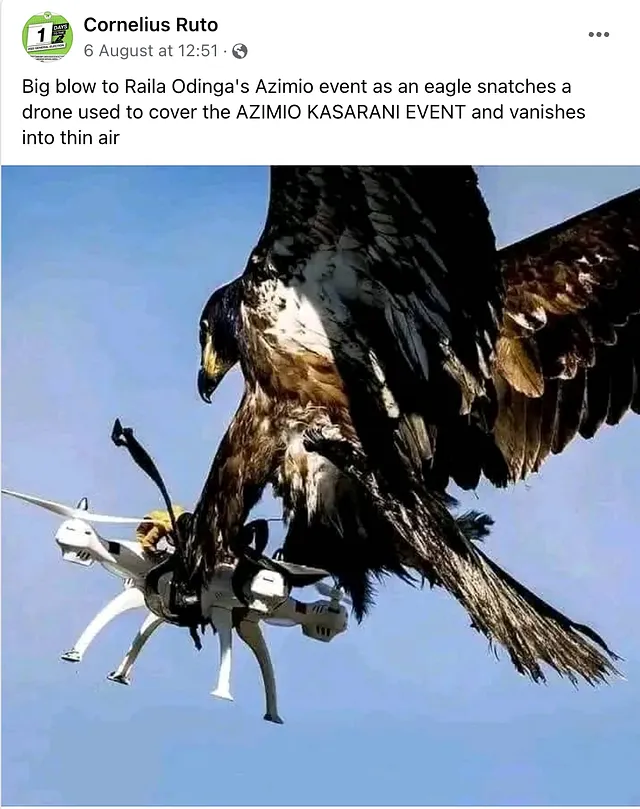 Cornelius Ruto
6 August at 12:51 ·
Big blow to Raila Odinga's Azimio event as an eagle snatches a
drone used to cover the AZIMIO KASARANI EVENT and vanishes
into thin air
1
DAYS